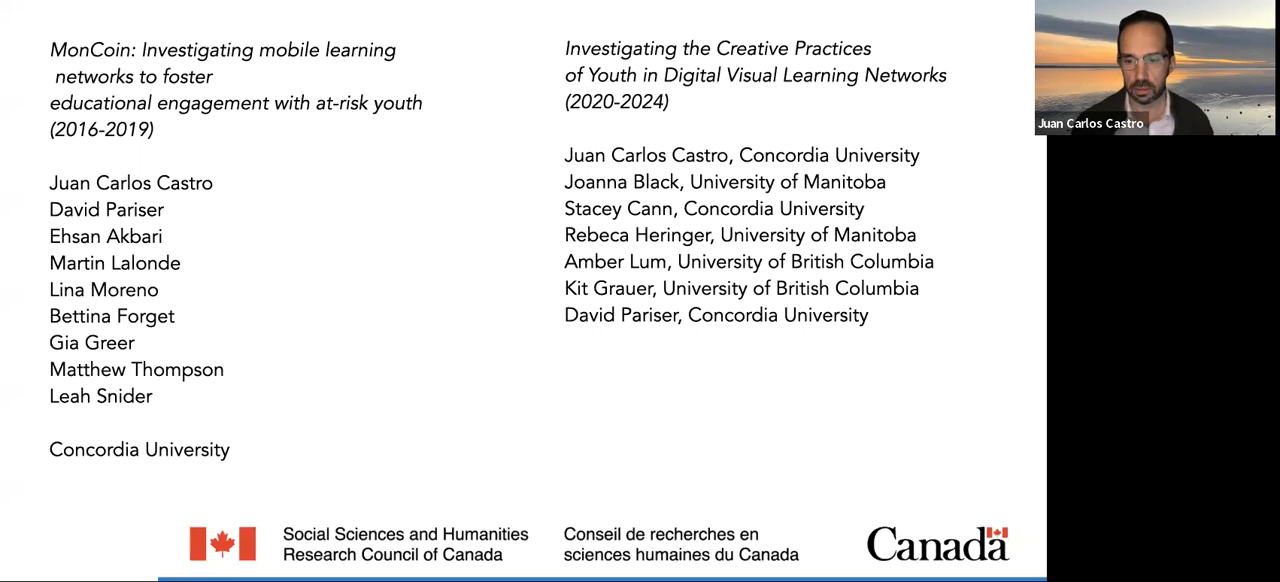 MonCoin: Investigating mobile learning
networks to foster
educational engagement with at-risk youth
(2016-2019)
Juan Carlos Castro
David Pariser
Ehsan Akbari
Martin Lalonde
Lina Moreno
Bettina Forget
Gia Greer
Matthew Thompson
Leah Snider
Concordia University
Investigating the Creative Practices
of Youth in Digital Visual Learning Networks
(2020-2024)
Juan Carlos Castro, Concordia University
Joanna Black, University of Manitoba
Stacey Cann, Concordia University
Rebeca Heringer, University of Manitoba
Amber Lum, University of British Columbia
Kit Grauer, University of British Columbia
David Pariser, Concordia University
Juan Carlos Castro
Social Sciences and Humanities
Research Council of Canada
Conseil de recherches en
sciences humaines du Canada
Canada